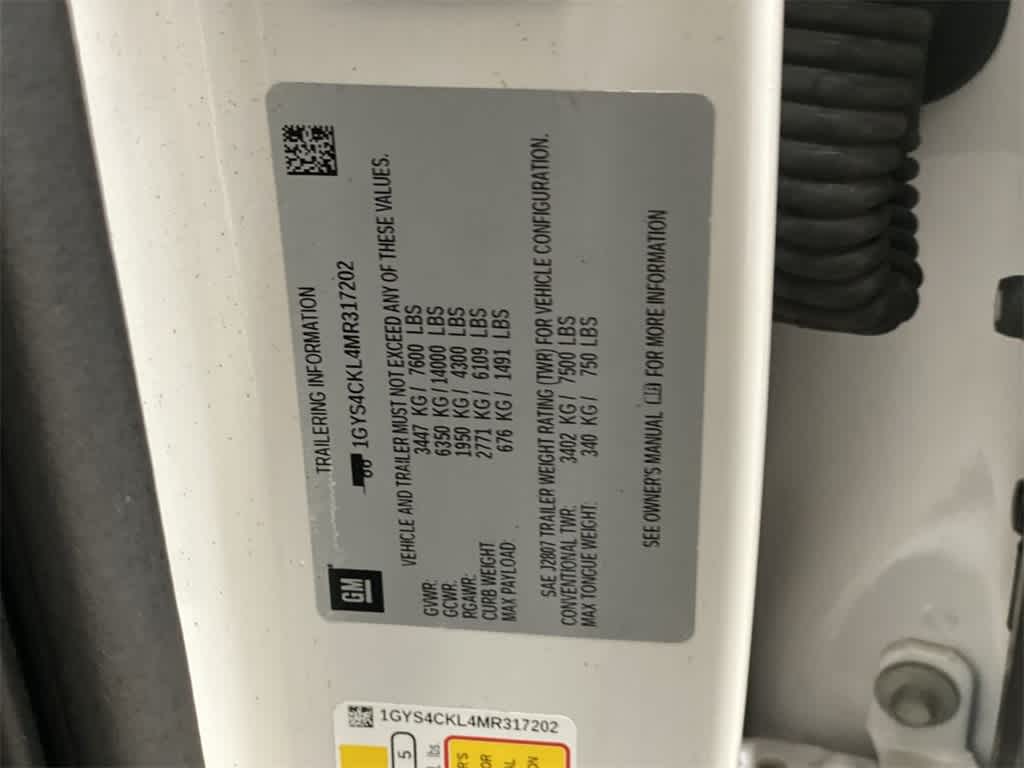 GM
TRAILERING INFORMATION
1GYS4CKL4MR317202
VEHICLE AND TRAILER MUST NOT EXCEED ANY OF THESE VALUES.
GVWR: 3447 KG / 7600 LBS
GCWR: 6350 KG / 14000 LBS
RGAWR: 1950 KG / 4300 LBS
CURB WEIGHT 2771 KG / 6109 LBS
MAX PAYLOAD: 676 KG / 1491 LBS
SAE J2807 TRAILER WEIGHT RATING (TWR) FOR VEHICLE CONFIGURATION.
CONVENTIONAL TWR: 3402 KG / 7500 LBS
MAX TONGUE WEIGHT: 340 KG / 750 LBS
SEE OWNER'S MANUAL FOR MORE INFORMATION
1GYS4CKL4MR317202
5
lbs